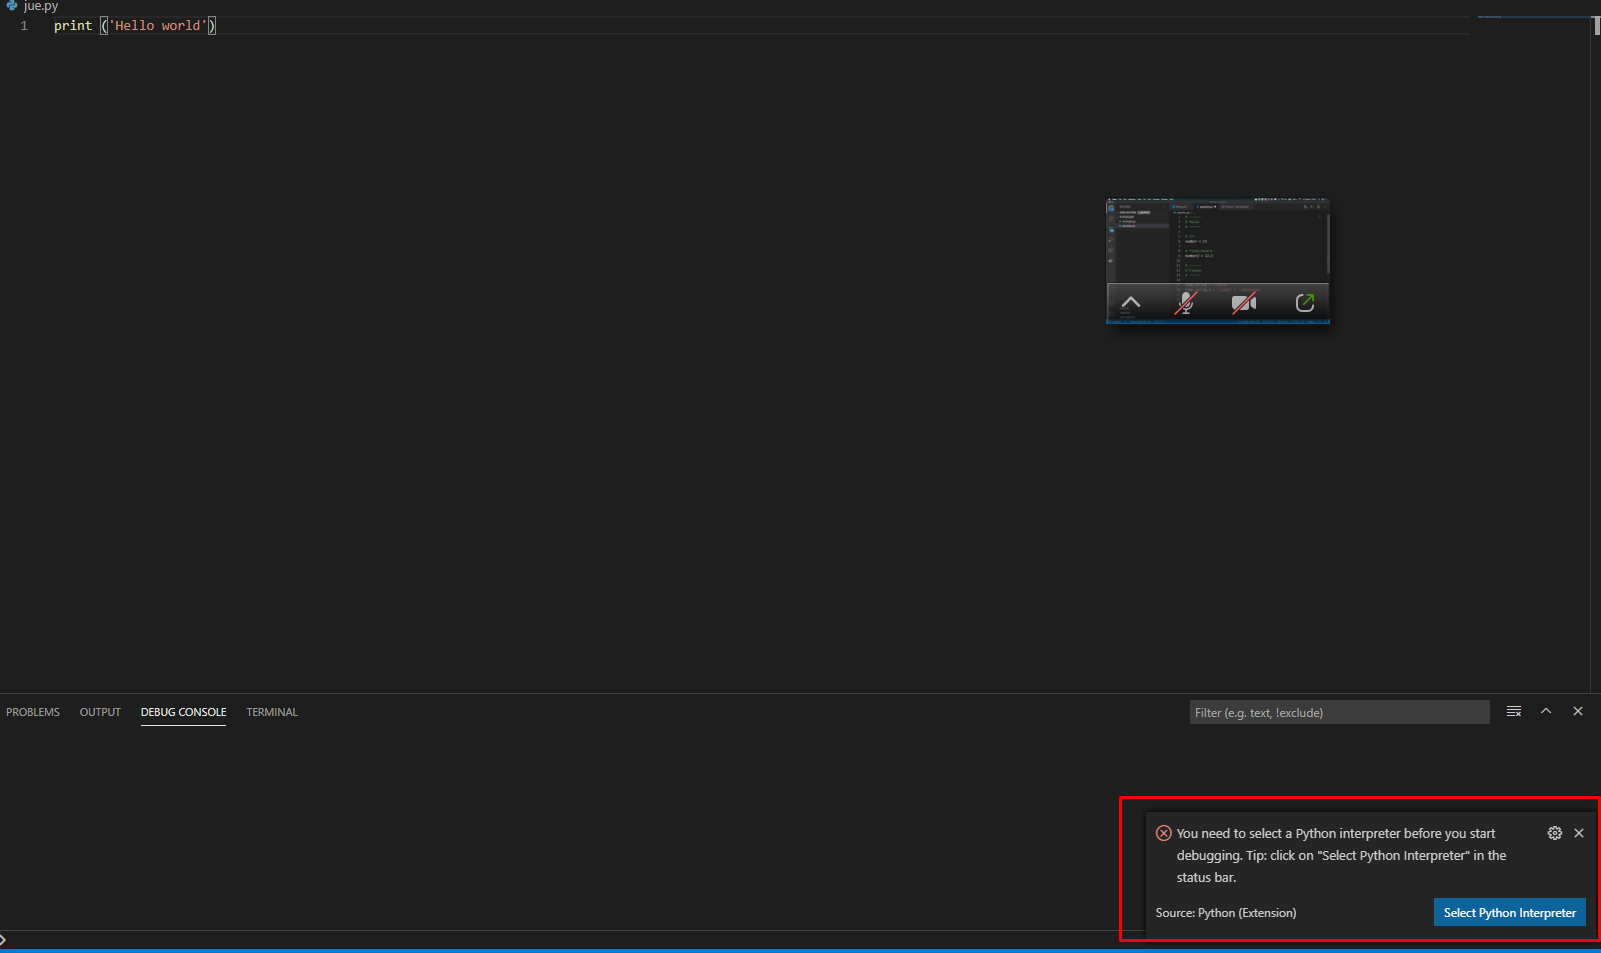 jue.py
1 print ('Hello world')
PROBLEMS OUTPUT DEBUG CONSOLE TERMINAL
Filter (e.g. text, !exclude)
You need to select a Python interpreter before you start
debugging. Tip: click on "Select Python Interpreter" in the
status bar.
Source: Python (Extension)
Select Python Interpreter